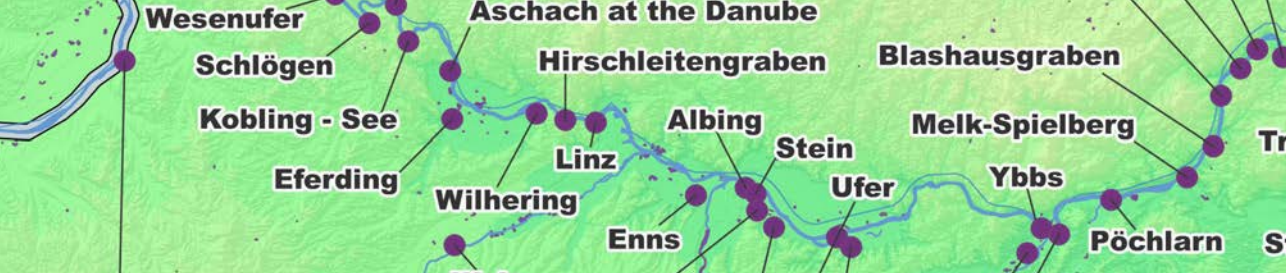 Aschach at the Danube
Wesenufer
Schlögen
Hirschleitengraben
Blashausgraben
Kobling - See
Albing
Melk-Spielberg
Linz
Stein
Eferding
Ybbs
Ufer
Wilhering
Enns
Pöchlarn